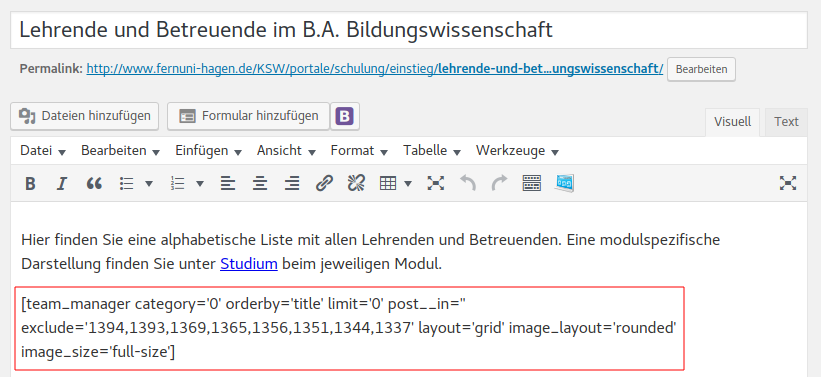 Lehrende und Betreuende im B.A. Bildungswissenschaft
Permalink: http://www.fernuni-hagen.de/KSW/portale/schulung/einstieg/lehrende-und-bet…ungswissenschaft/ Bearbeiten
Dateien hinzufügen Formular hinzufügen B
Visuell Text
Datei Bearbeiten Einfügen Ansicht Format Tabelle Werkzeuge
B I
Hier finden Sie eine alphabetische Liste mit allen Lehrenden und Betreuenden. Eine modulspezifische
Darstellung finden Sie unter Studium beim jeweiligen Modul.
[team_manager category='0' orderby='title' limit='0' post__in=''
exclude='1394,1393,1369,1365,1356,1351,1344,1337' layout='grid' image_layout='rounded'
image_size='full-size']